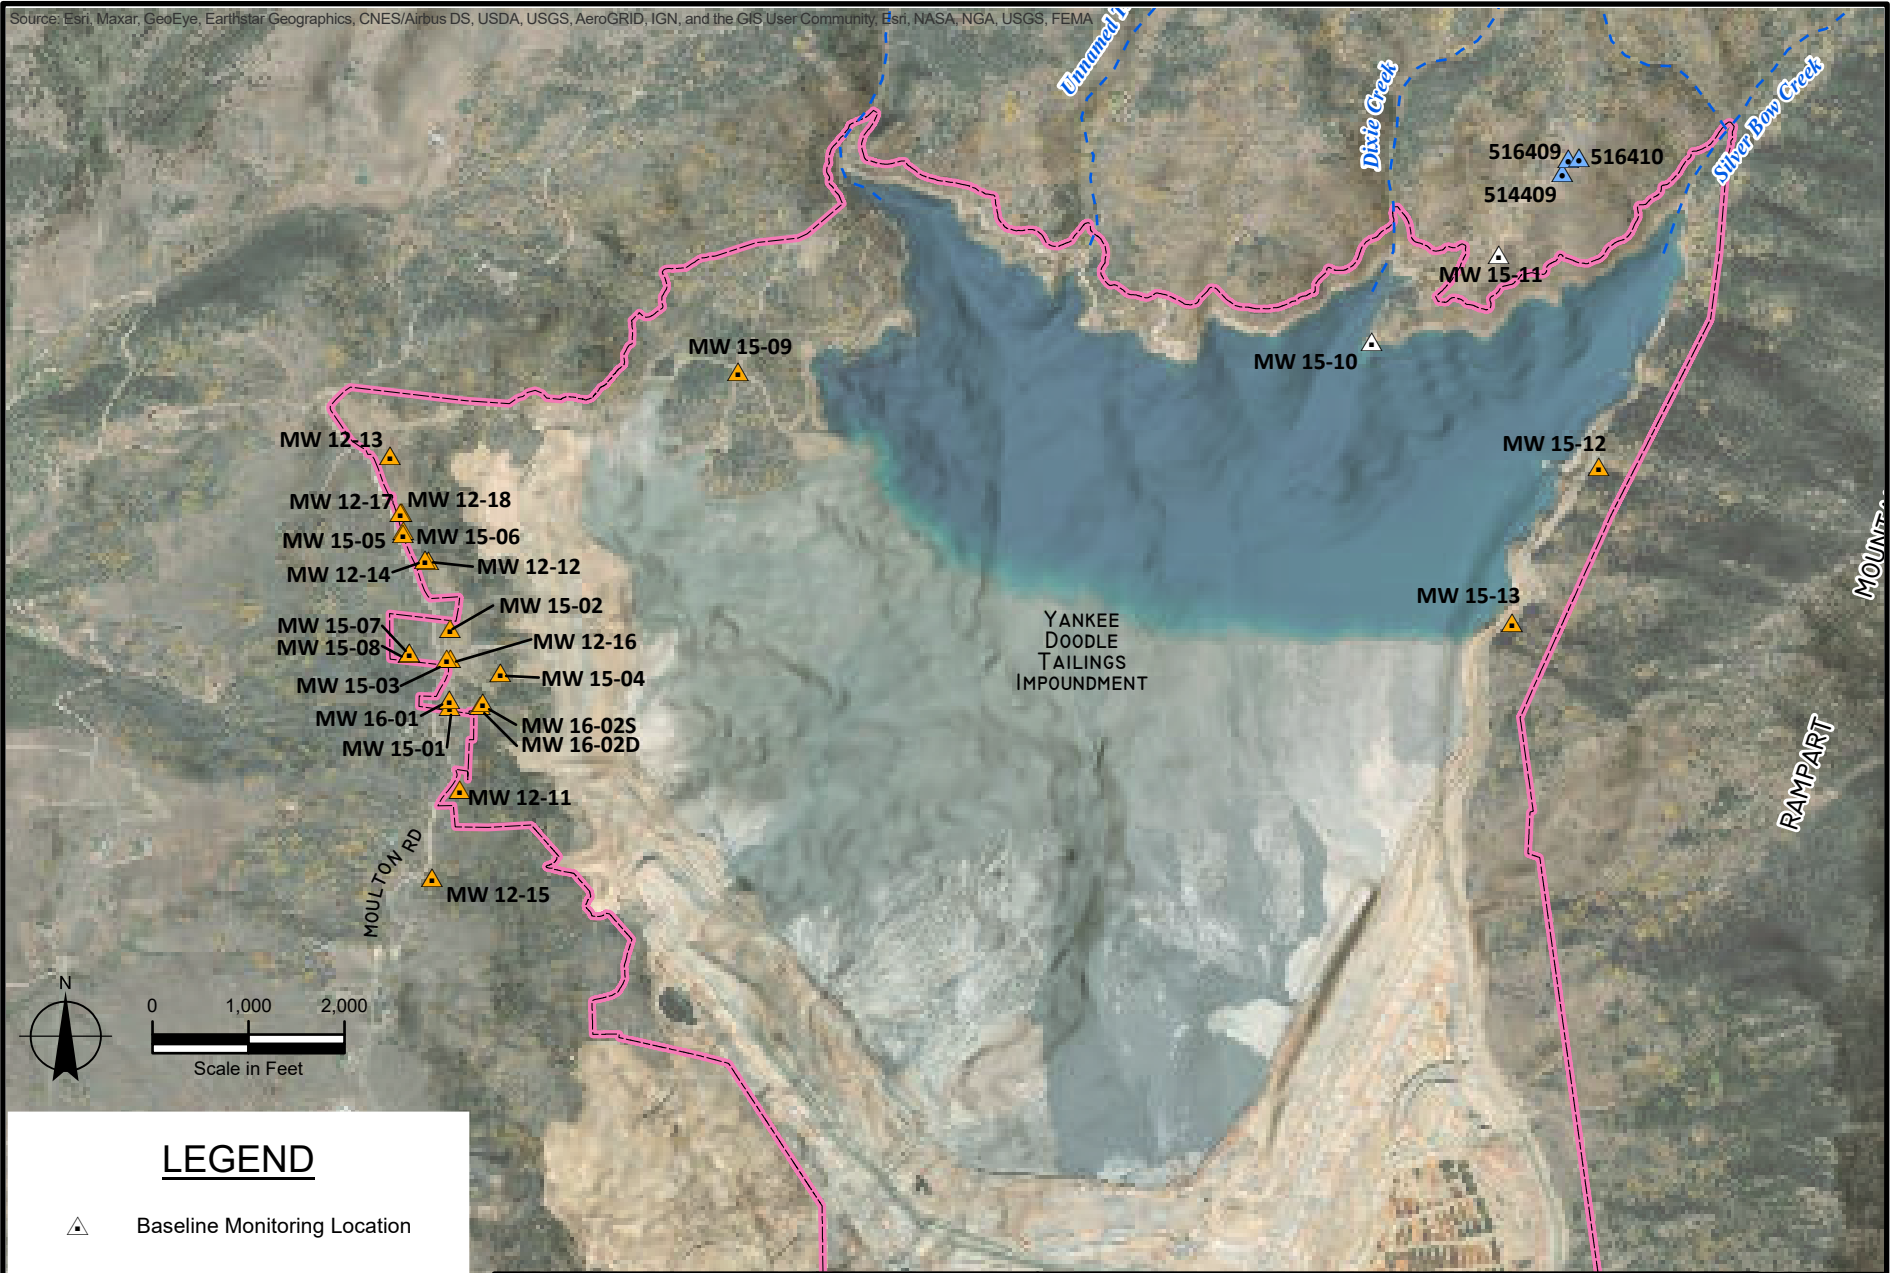 Source: Esri, Maxar, GeoEye, Earthstar Geographics, CNES/Airbus DS, USDA, USGS, AeroGRID, IGN, and the GIS User Community, Esri, NASA, NGA, USGS, FEMA
Unnamed
Dixie Creek
Silver Bow Creek
516409
516410
514409
MW 15-11
MW 15-09
MW 15-10
MW 12-13
MW 15-12
MW 12-17
MW 12-18
MW 15-05
MW 15-06
MW 12-14
MW 12-12
MW 15-13
MW 15-02
MW 15-07
MW 15-08
MW 12-16
MW 15-03
MW 15-04
MW 16-01
MW 16-02S
MW 15-01
MW 16-02D
MW 12-11
MW 12-15
YANKEE
DOODLE
TAILINGS
IMPOUNDMENT
RAMPART
MOULTON RD
N
0 1,000 2,000
Scale in Feet
LEGEND
Baseline Monitoring Location